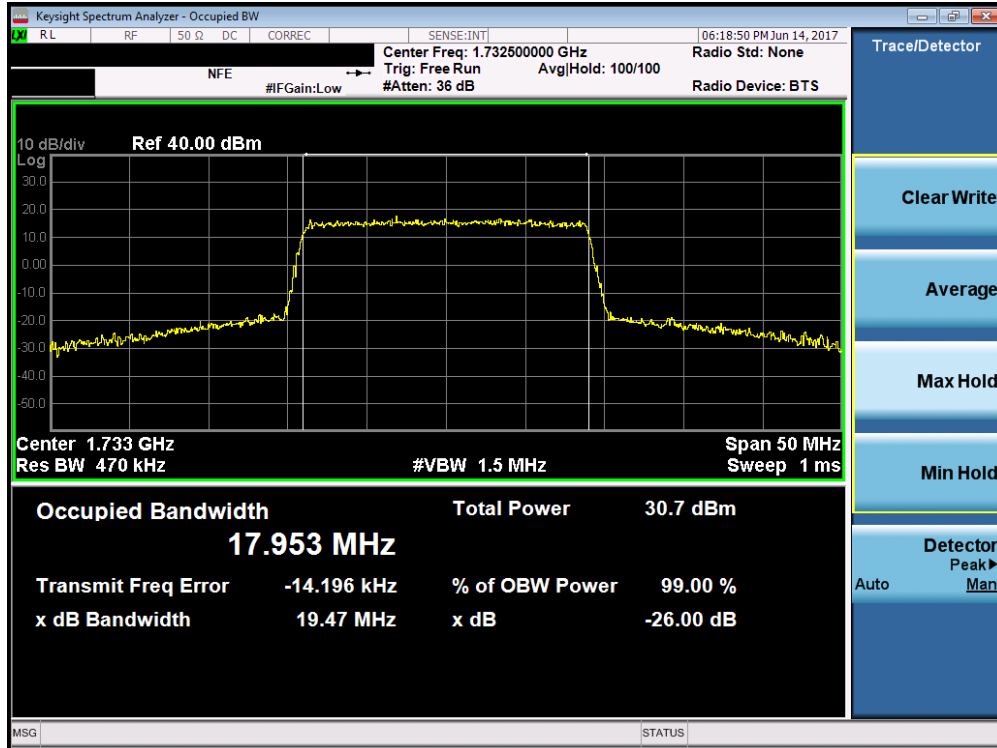 Keysight Spectrum Analyzer - Occupied BW
LXI RL RF 50 Ω DC CORREC SENSE:INT 06:18:50 PM Jun 14, 2017
Center Freq: 1.732500000 GHz Radio Std: None
NFE Trig: Free Run Avg|Hold: 100/100
#IFGain:Low #Atten: 36 dB Radio Device: BTS
Trace/Detector
10 dB/div Ref 40.00 dBm
Log
30.0
20.0
10.0
0.00
-10.0
-20.0
-30.0
-40.0
-50.0
Center 1.733 GHz Span 50 MHz
Res BW 470 kHz #VBW 1.5 MHz Sweep 1 ms
Occupied Bandwidth Total Power 30.7 dBm
17.953 MHz
Transmit Freq Error -14.196 kHz % of OBW Power 99.00 %
x dB Bandwidth 19.47 MHz x dB -26.00 dB
Clear Write
Average
Max Hold
Min Hold
Detector
Peak▶
Auto Man
MSG STATUS